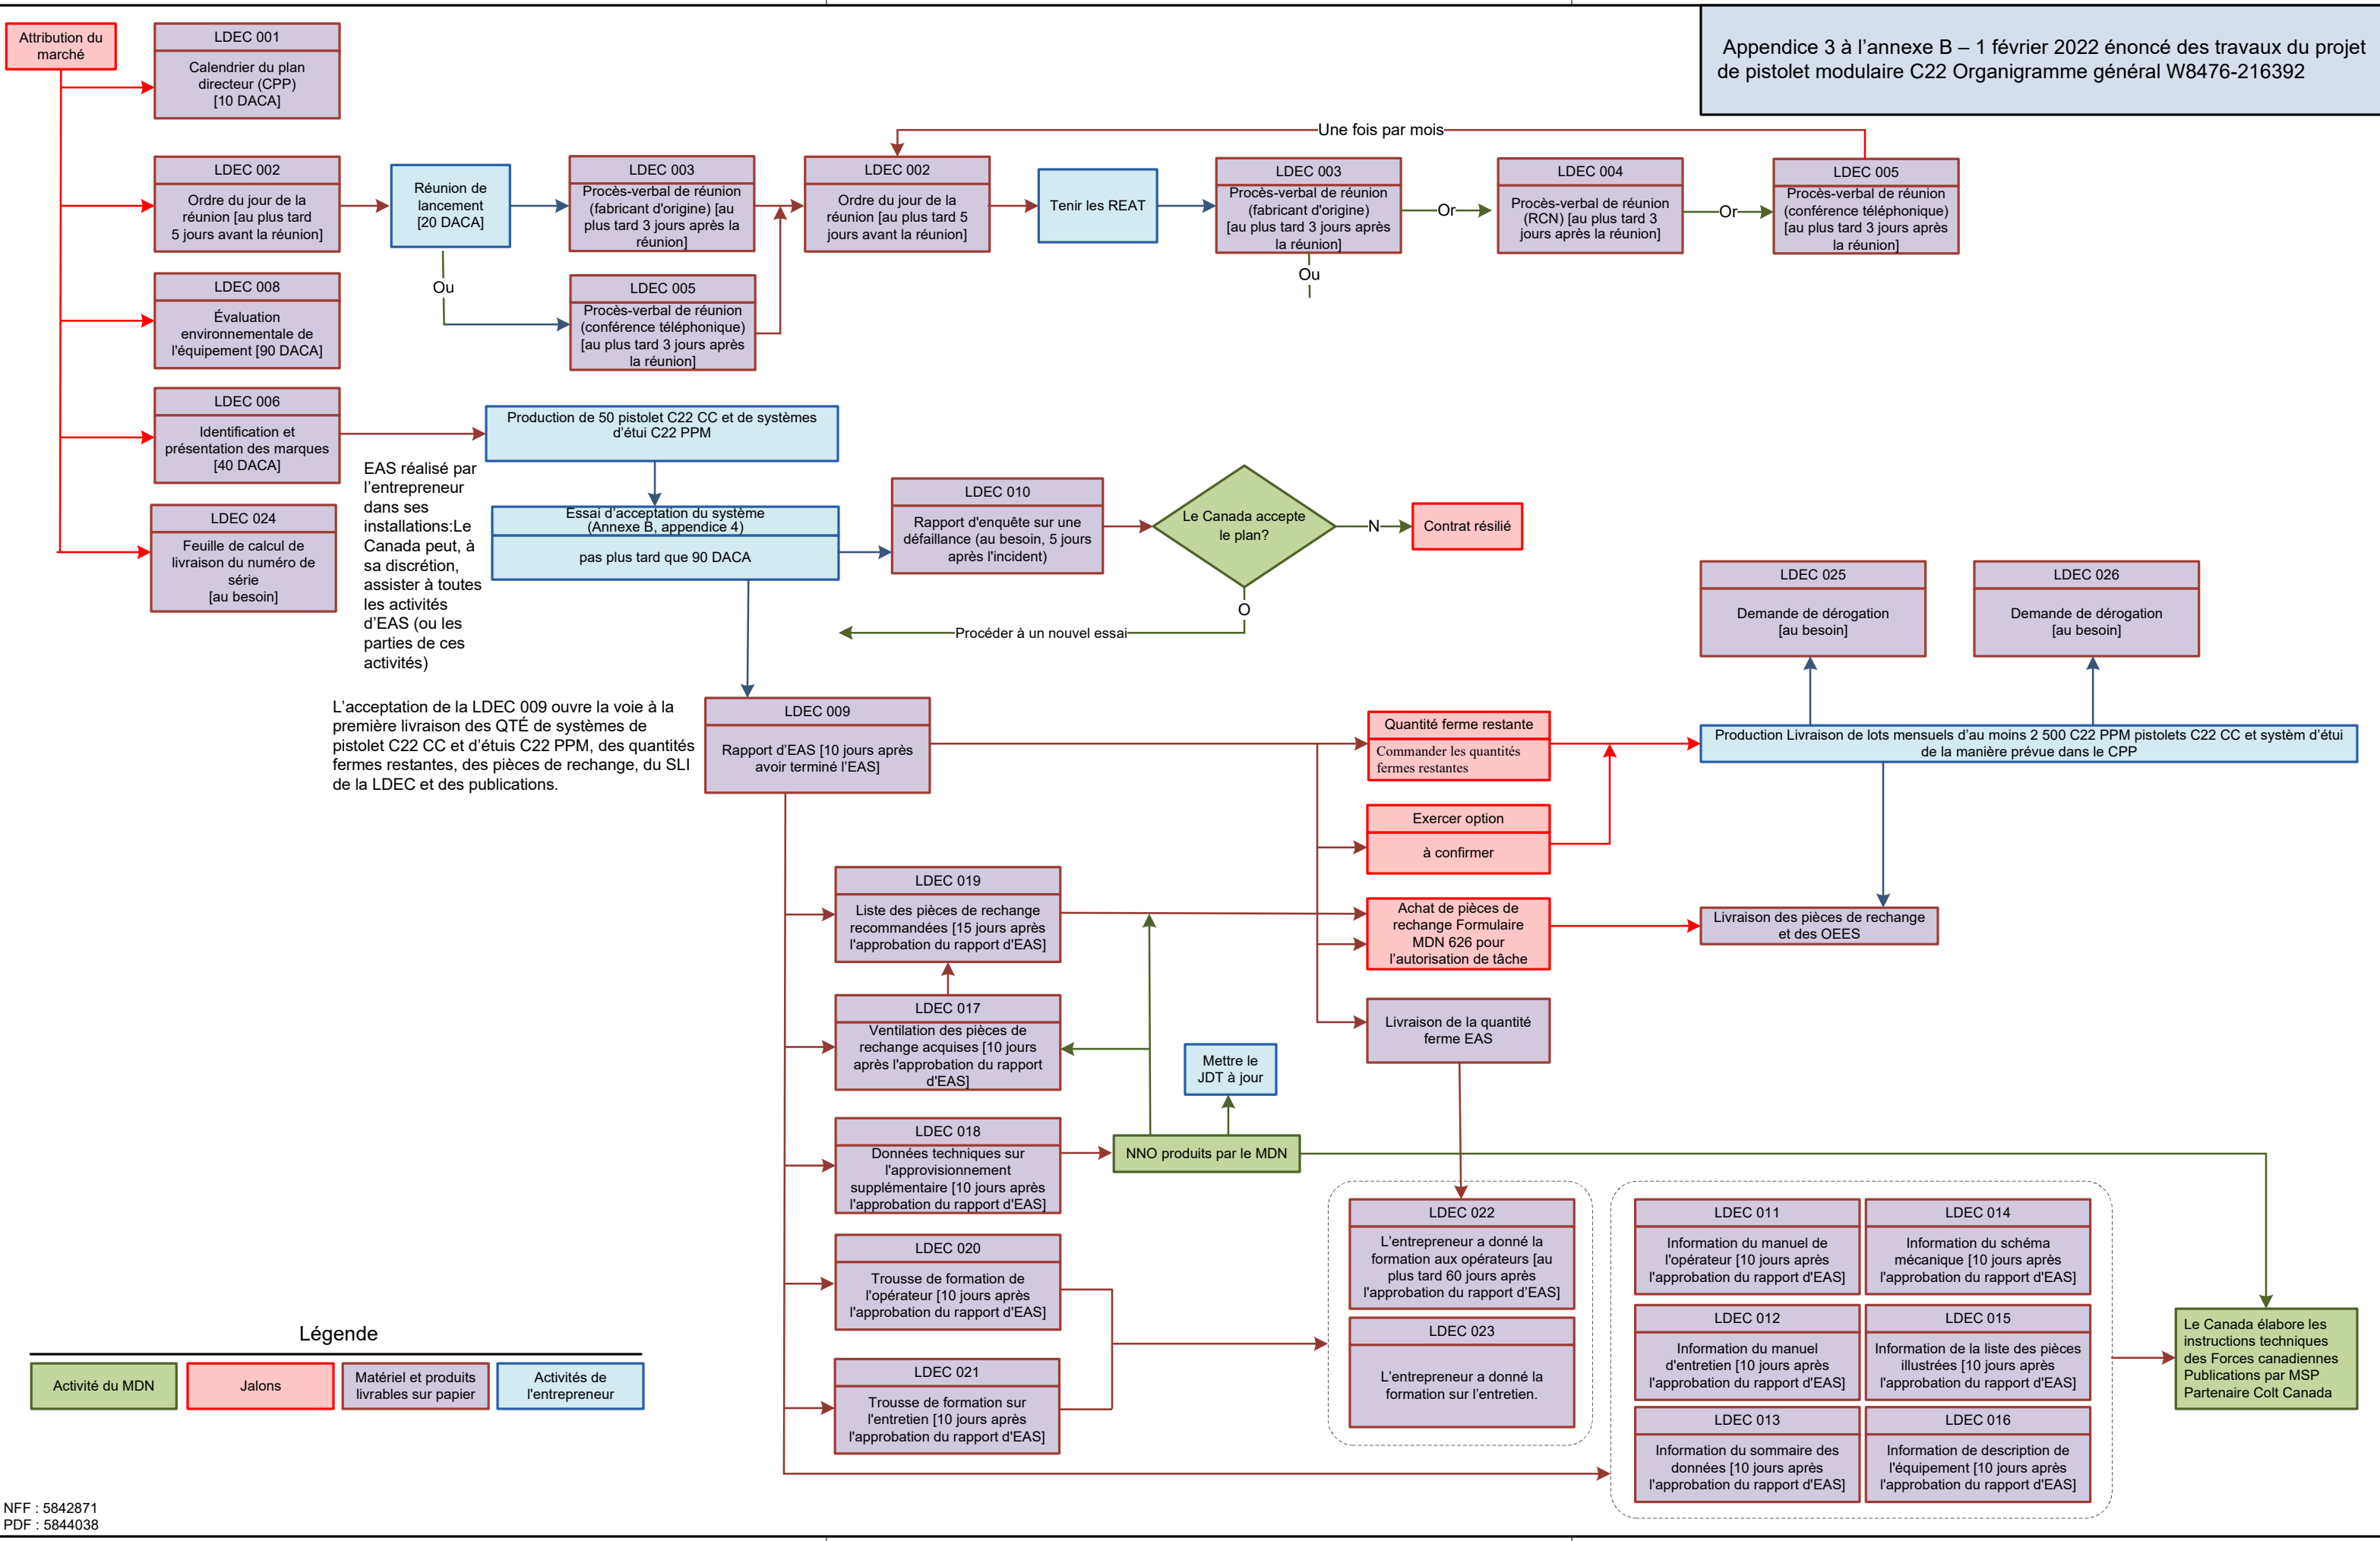 Appendice 3 à l’annexe B – 1 février 2022 énoncé des travaux du projet
de pistolet modulaire C22 Organigramme général W8476-216392
Attribution du
marché
LDEC 001
Calendrier du plan
directeur (CPP)
[10 DACA]
Une fois par mois
LDEC 002
Ordre du jour de la
réunion [au plus tard
5 jours avant la réunion]
Réunion de
lancement
[20 DACA]
Ou
LDEC 003
Procès-verbal de réunion
(fabricant d'origine) [au
plus tard 3 jours après la
réunion]
LDEC 005
Procès-verbal de réunion
(conférence téléphonique)
[au plus tard 3 jours après
la réunion]
LDEC 002
Ordre du jour de la
réunion [au plus tard 5
jours avant la réunion]
Tenir les REAT
LDEC 003
Procès-verbal de réunion
(fabricant d'origine)
[au plus tard 3 jours après
la réunion]
Ou
Or
LDEC 004
Procès-verbal de réunion
(RCN) [au plus tard 3
jours après la réunion]
Or
LDEC 005
Procès-verbal de réunion
(conférence téléphonique)
[au plus tard 3 jours après
la réunion]
LDEC 008
Évaluation
environnementale de
l'équipement [90 DACA]
LDEC 006
Identification et
présentation des marques
[40 DACA]
LDEC 024
Feuille de calcul de
livraison du numéro de
série
[au besoin]
Production de 50 pistolet C22 CC et de systèmes
d’étui C22 PPM
EAS réalisé par
l’entrepreneur
dans ses
installations:Le
Canada peut, à
sa discrétion,
assister à toutes
les activités
d’EAS (ou les
parties de ces
activités)
Essai d’acceptation du système
(Annexe B, appendice 4)
pas plus tard que 90 DACA
LDEC 010
Rapport d'enquête sur une
défaillance (au besoin, 5 jours
après l'incident)
Le Canada accepte
le plan?
N
Contrat résilié
O
Procéder à un nouvel essai
LDEC 025
Demande de dérogation
[au besoin]
LDEC 026
Demande de dérogation
[au besoin]
L’acceptation de la LDEC 009 ouvre la voie à la
première livraison des QTÉ de systèmes de
pistolet C22 CC et d’étuis C22 PPM, des quantités
fermes restantes, des pièces de rechange, du SLI
de la LDEC et des publications.
LDEC 009
Rapport d’EAS [10 jours après
avoir terminé l’EAS]
Quantité ferme restante
Commander les quantités
fermes restantes
Production Livraison de lots mensuels d’au moins 2 500 C22 PPM pistolets C22 CC et systèm d’étui
de la manière prévue dans le CPP
Exercer option
à confirmer
LDEC 019
Liste des pièces de rechange
recommandées [15 jours après
l'approbation du rapport d'EAS]
Achat de pièces de
rechange Formulaire
MDN 626 pour
l’autorisation de tâche
Livraison des pièces de rechange
et des OEES
LDEC 017
Ventilation des pièces de
rechange acquises [10 jours
après l'approbation du rapport
d'EAS]
Livraison de la quantité
ferme EAS
Mettre le
JDT à jour
LDEC 018
Données techniques sur
l'approvisionnement
supplémentaire [10 jours après
l'approbation du rapport d'EAS]
NNO produits par le MDN
LDEC 020
Trousse de formation de
l'opérateur [10 jours après
l'approbation du rapport d'EAS]
LDEC 021
Trousse de formation sur
l'entretien [10 jours après
l'approbation du rapport d'EAS]
LDEC 022
L'entrepreneur a donné la
formation aux opérateurs [au
plus tard 60 jours après
l'approbation du rapport d’EAS]
LDEC 023
L'entrepreneur a donné la
formation sur l’entretien.
LDEC 011
Information du manuel de
l'opérateur [10 jours après
l'approbation du rapport d'EAS]
LDEC 014
Information du schéma
mécanique [10 jours après
l'approbation du rapport d'EAS]
LDEC 012
Information du manuel
d'entretien [10 jours après
l'approbation du rapport d'EAS]
LDEC 015
Information de la liste des pièces
illustrées [10 jours après
l'approbation du rapport d'EAS]
LDEC 013
Information du sommaire des
données [10 jours après
l'approbation du rapport d'EAS]
LDEC 016
Information de description de
l'équipement [10 jours après
l'approbation du rapport d'EAS]
Le Canada élabore les
instructions techniques
des Forces canadiennes
Publications par MSP
Partenaire Colt Canada
Légende
Activité du MDN
Jalons
Matériel et produits
livrables sur papier
Activités de
l'entrepreneur
NFF : 5842871
PDF : 5844038